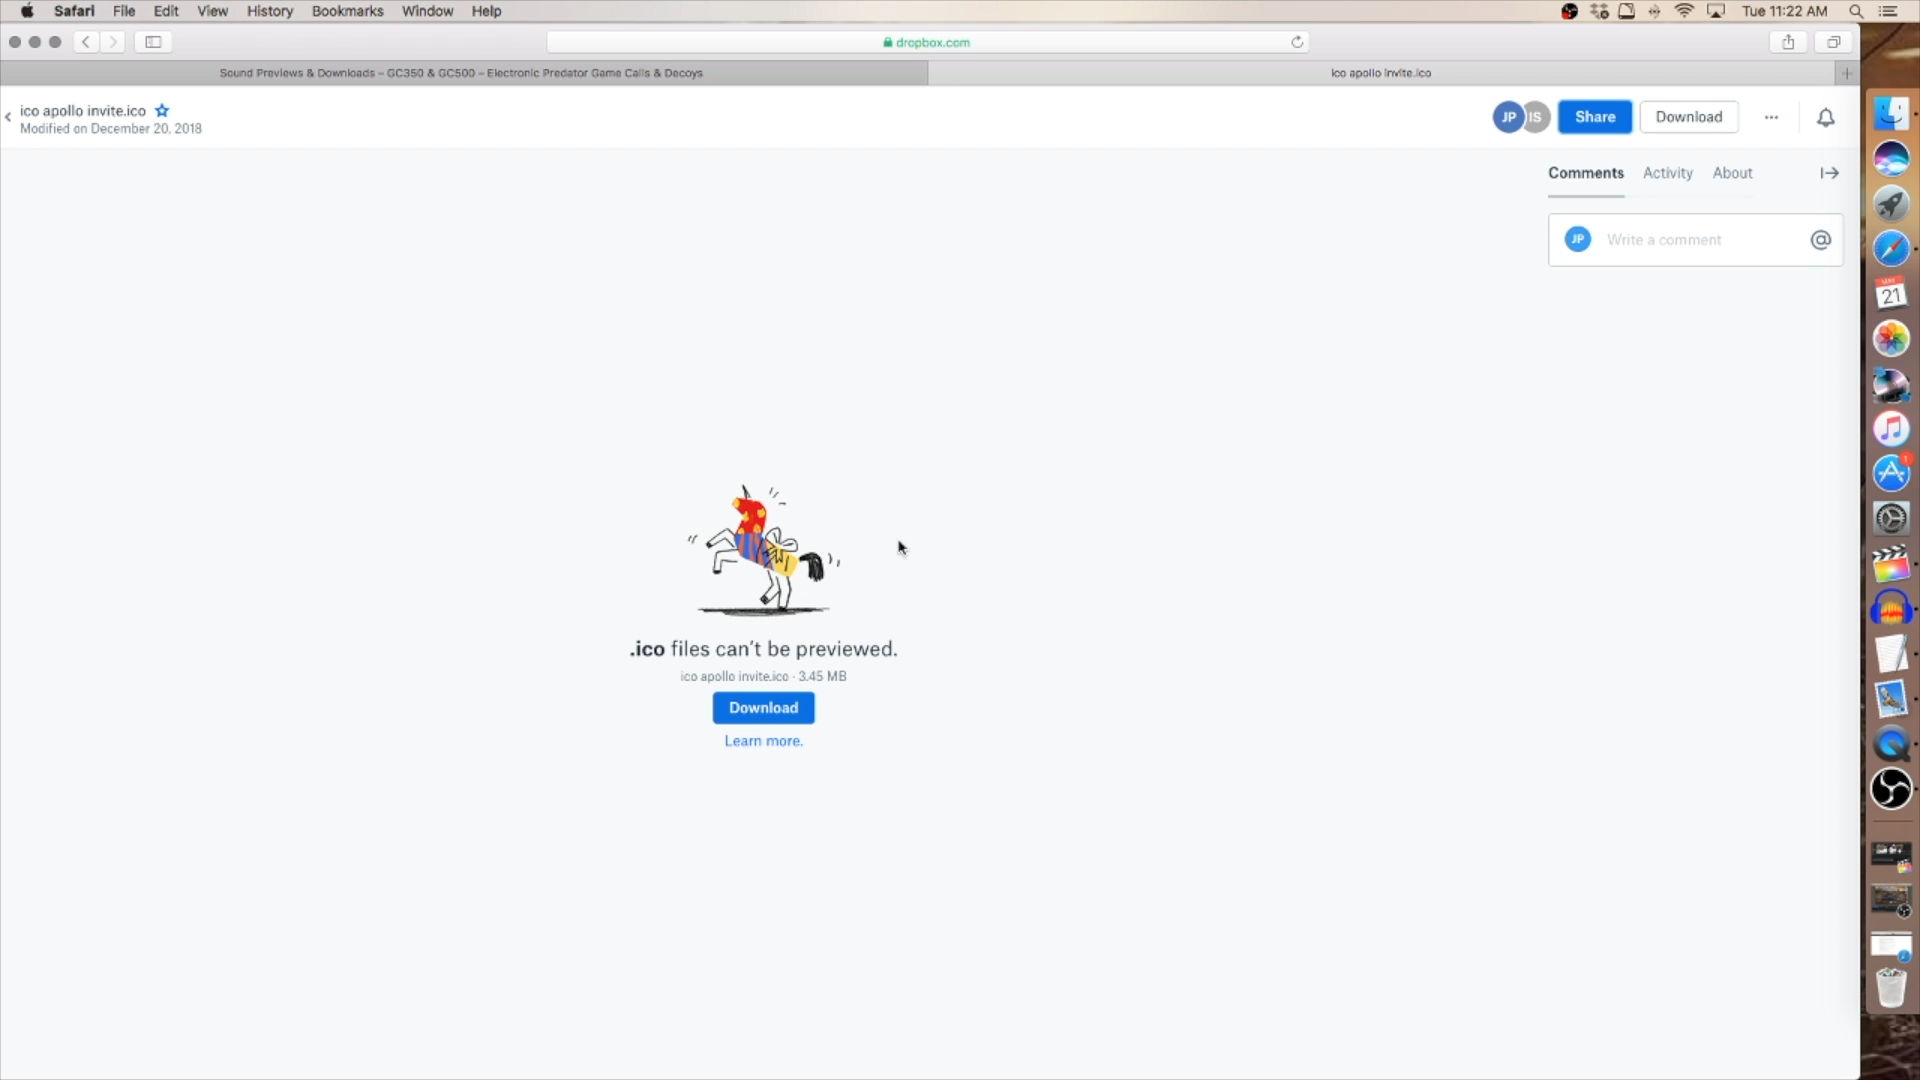 Safari File Edit View History Bookmarks Window Help Tue 11:22 AM
dropbox.com
Sound Previews & Downloads – GC350 & GC500 – Electronic Predator Game Calls & Decoys ico apollo invite.ico
ico apollo invite.ico
Modified on December 20, 2018
JP IS Share Download
Comments Activity About
JP Write a comment @
21
1
.ico files can't be previewed.
ico apollo invite.ico · 3.45 MB
Download
Learn more.